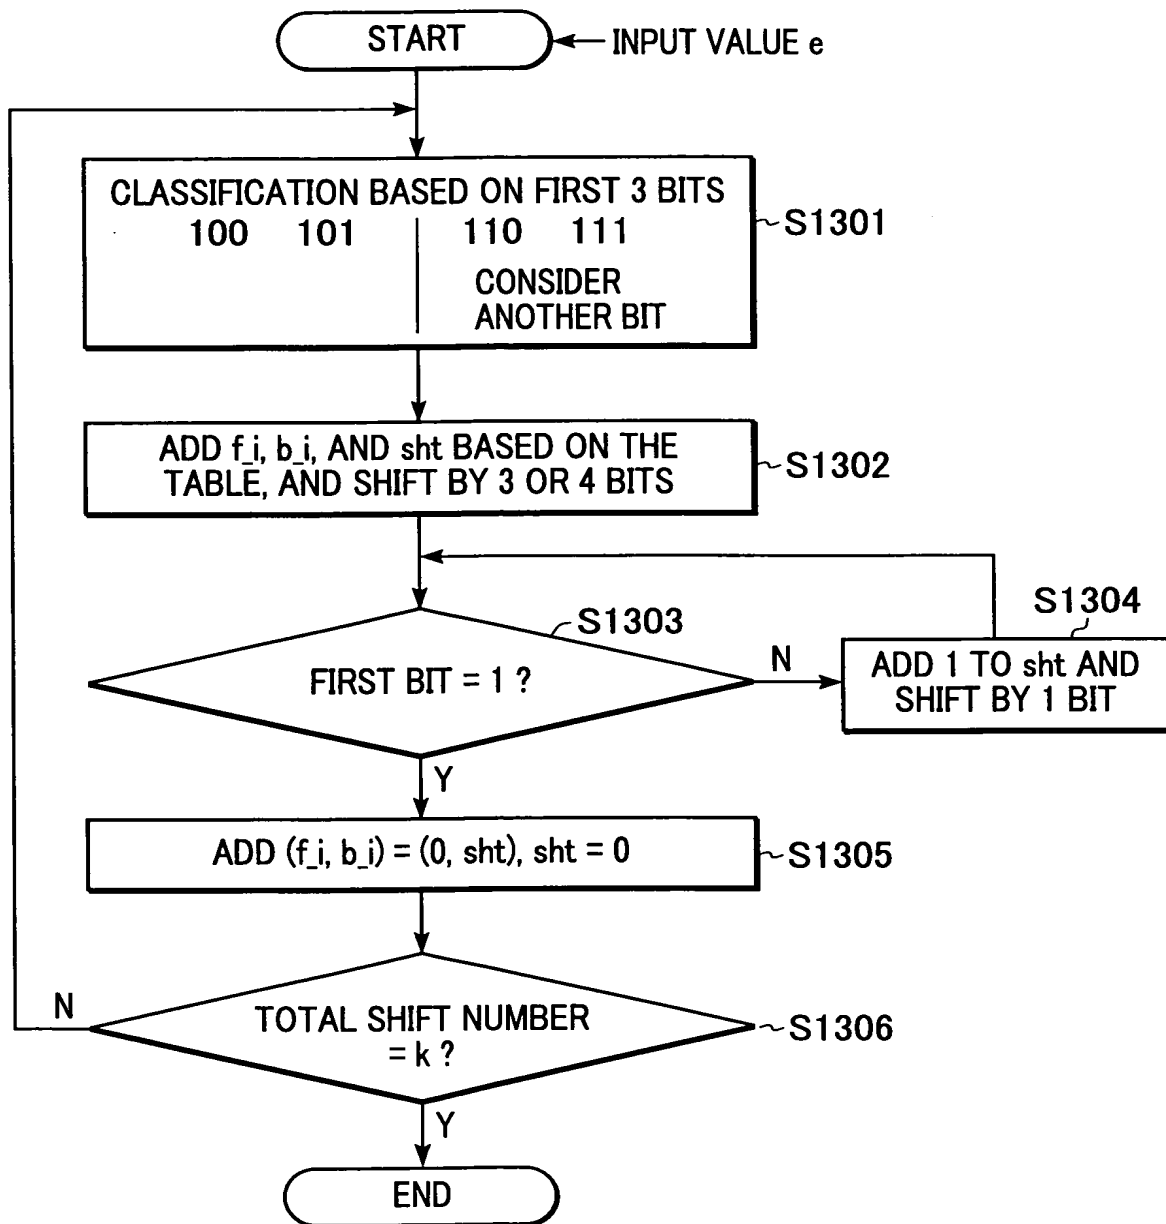 START
INPUT VALUE e
CLASSIFICATION BASED ON FIRST 3 BITS
100 101 110 111
CONSIDER
ANOTHER BIT
S1301
ADD f_i, b_i, AND sht BASED ON THE
TABLE, AND SHIFT BY 3 OR 4 BITS
S1302
S1303
FIRST BIT = 1 ?
N
S1304
ADD 1 TO sht AND
SHIFT BY 1 BIT
Y
ADD (f_i, b_i) = (0, sht), sht = 0
S1305
N
TOTAL SHIFT NUMBER
= k ?
S1306
Y
END